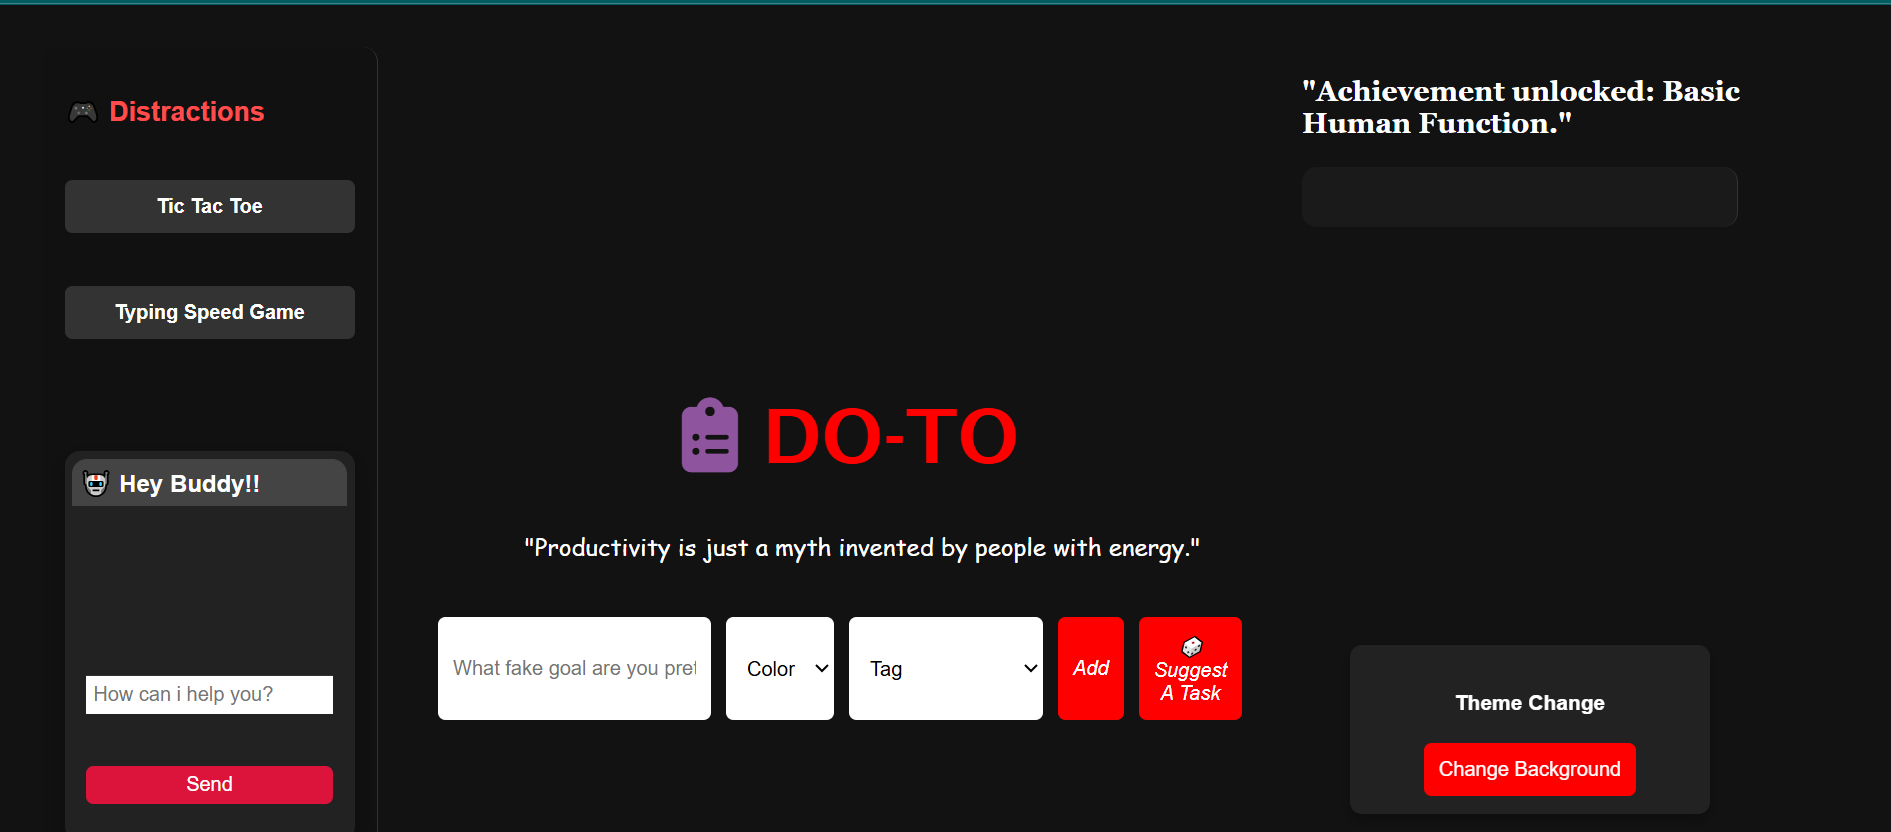 Distractions
Tic Tac Toe
Typing Speed Game
Hey Buddy!!
How can i help you?
Send
DO-TO
"Productivity is just a myth invented by people with energy."
What fake goal are you
Color
Tag
Add
Suggest
A Task
"Achievement unlocked: Basic
Human Function."
Theme Change
Change Background